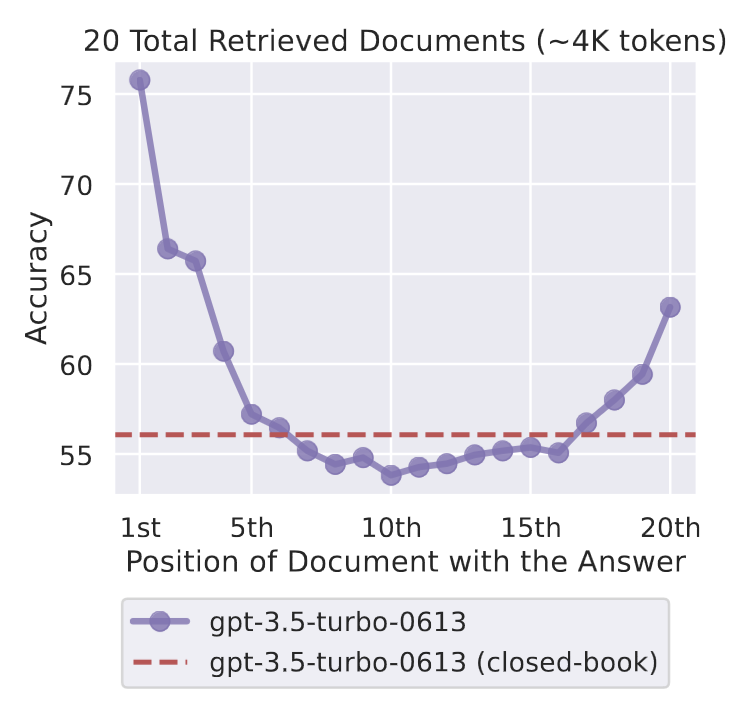 20 Total Retrieved Documents (~4K tokens)
75
70
65
60
55
Accuracy
1st 5th 10th 15th 20th
Position of Document with the Answer
gpt-3.5-turbo-0613
gpt-3.5-turbo-0613 (closed-book)